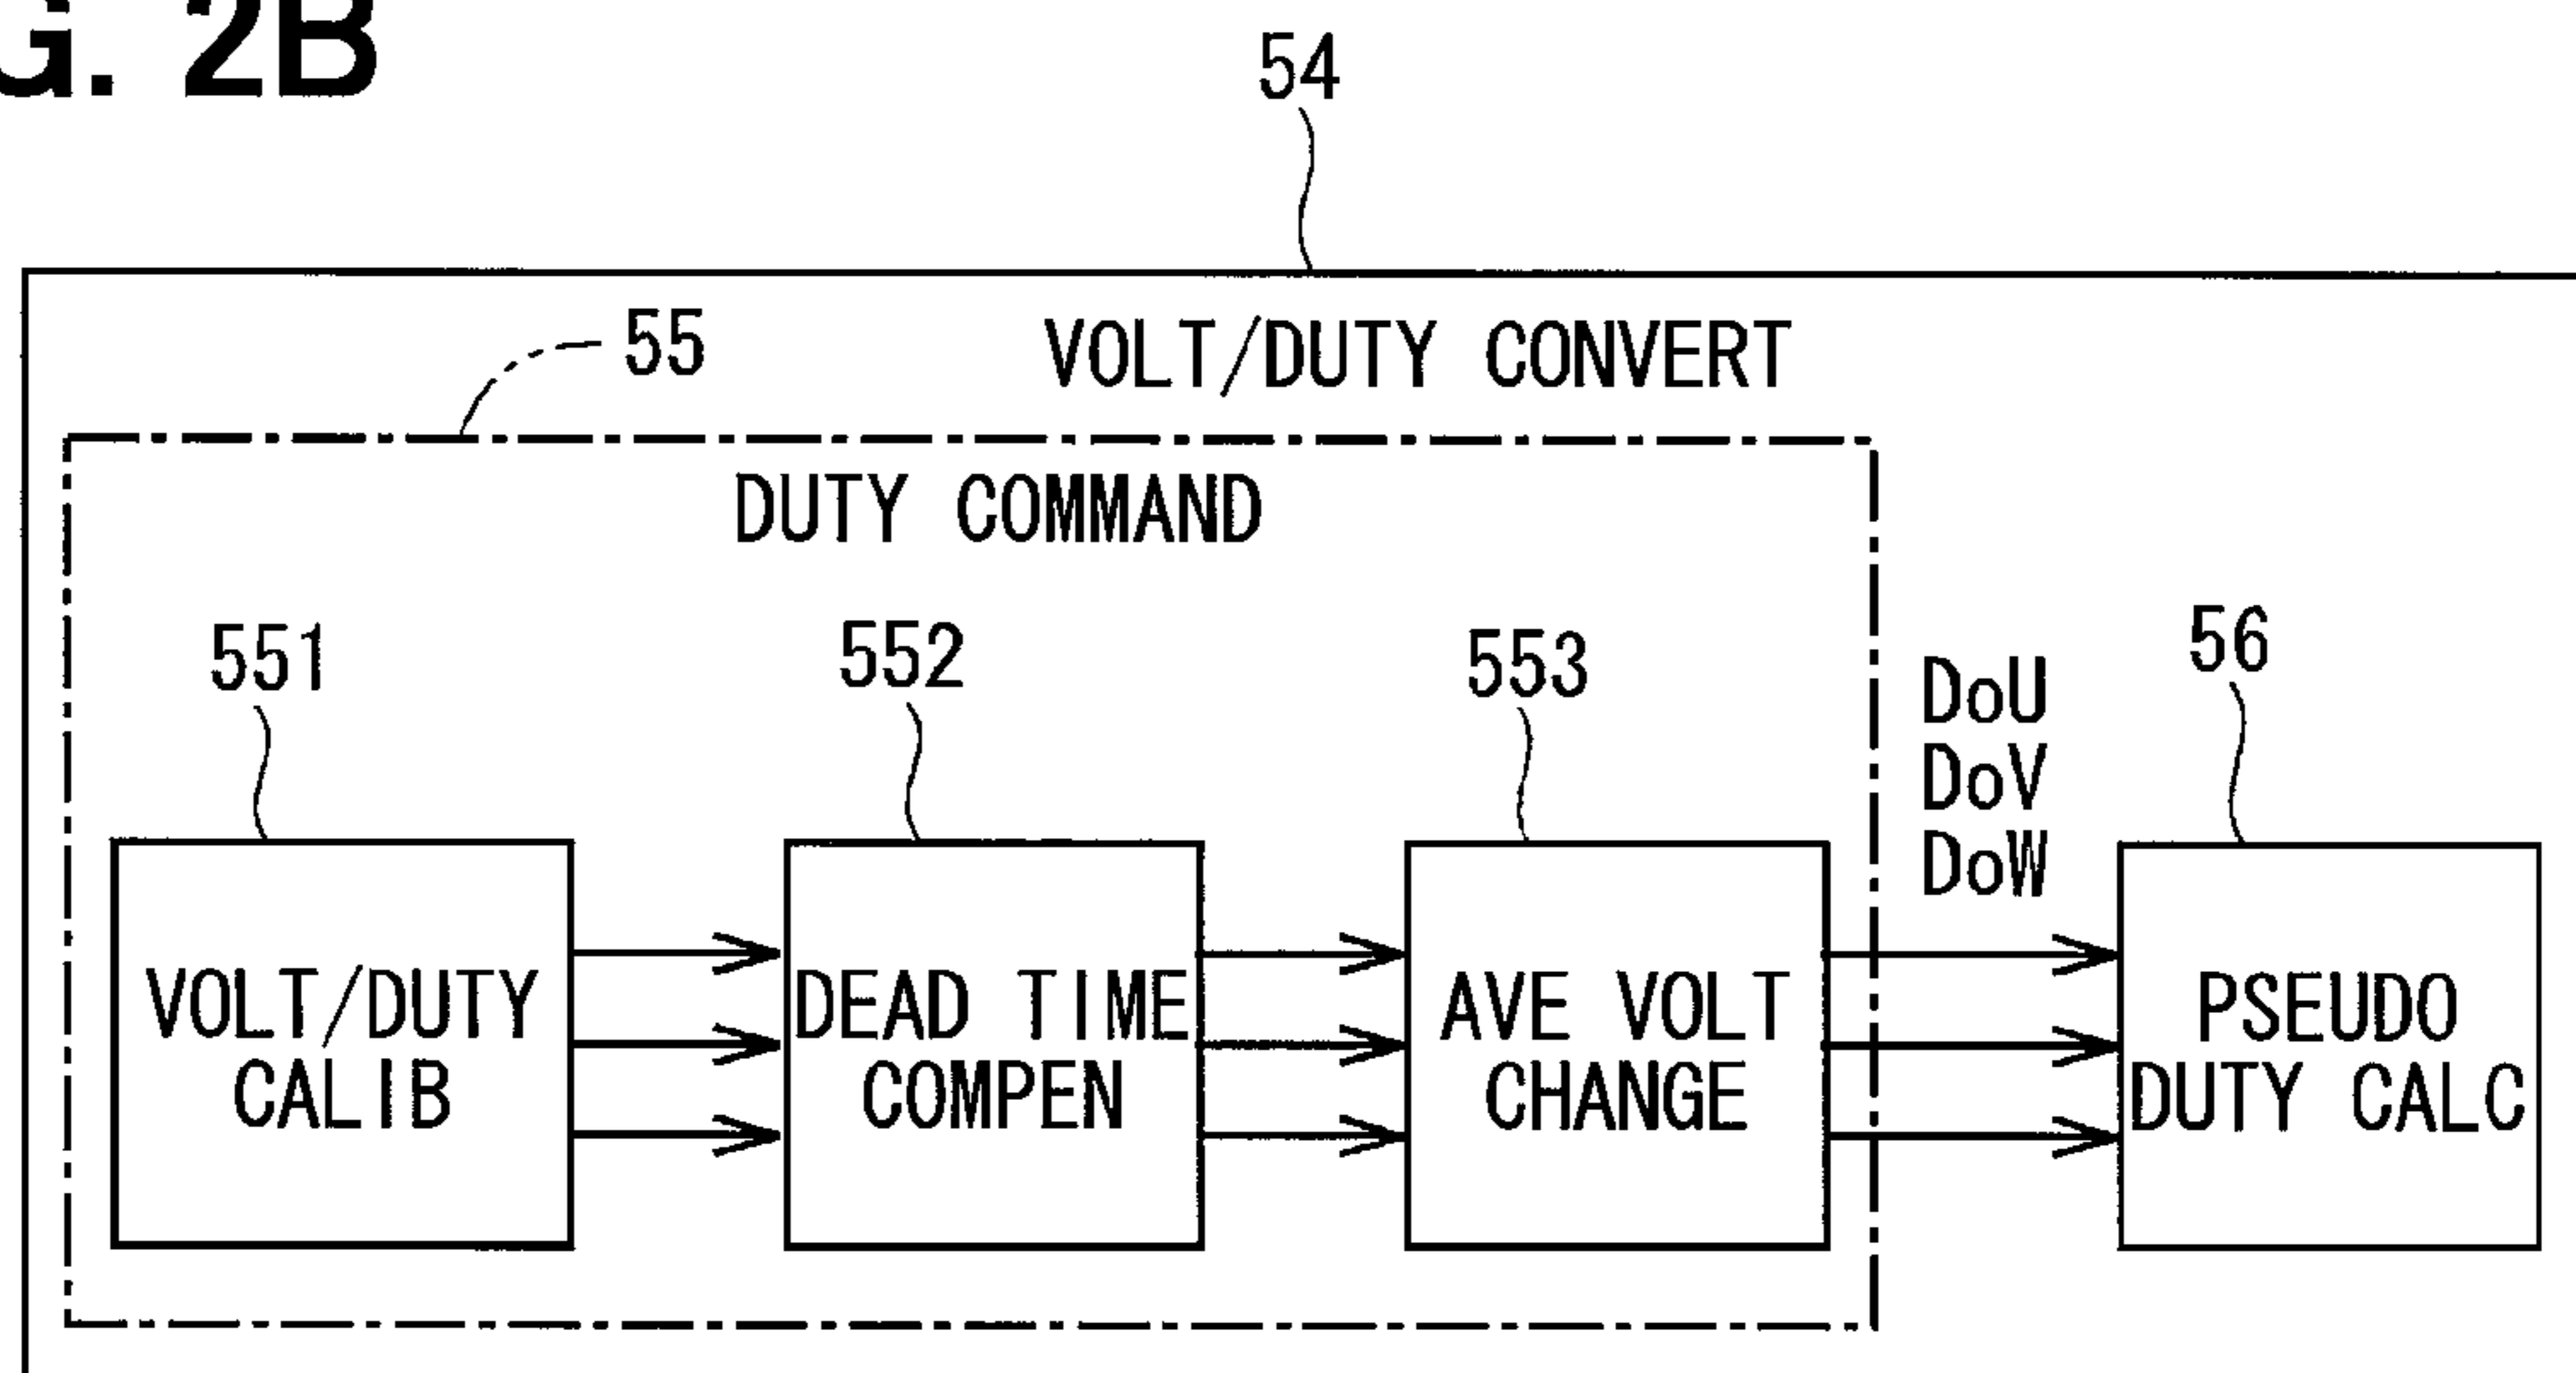 G. 2B
54
55
VOLT/DUTY CONVERT
DUTY COMMAND
551
552
553
56
DoU
DoV
DoW
VOLT/DUTY
CALIB
DEAD TIME
COMPEN
AVE VOLT
CHANGE
PSEUDO
DUTY CALC